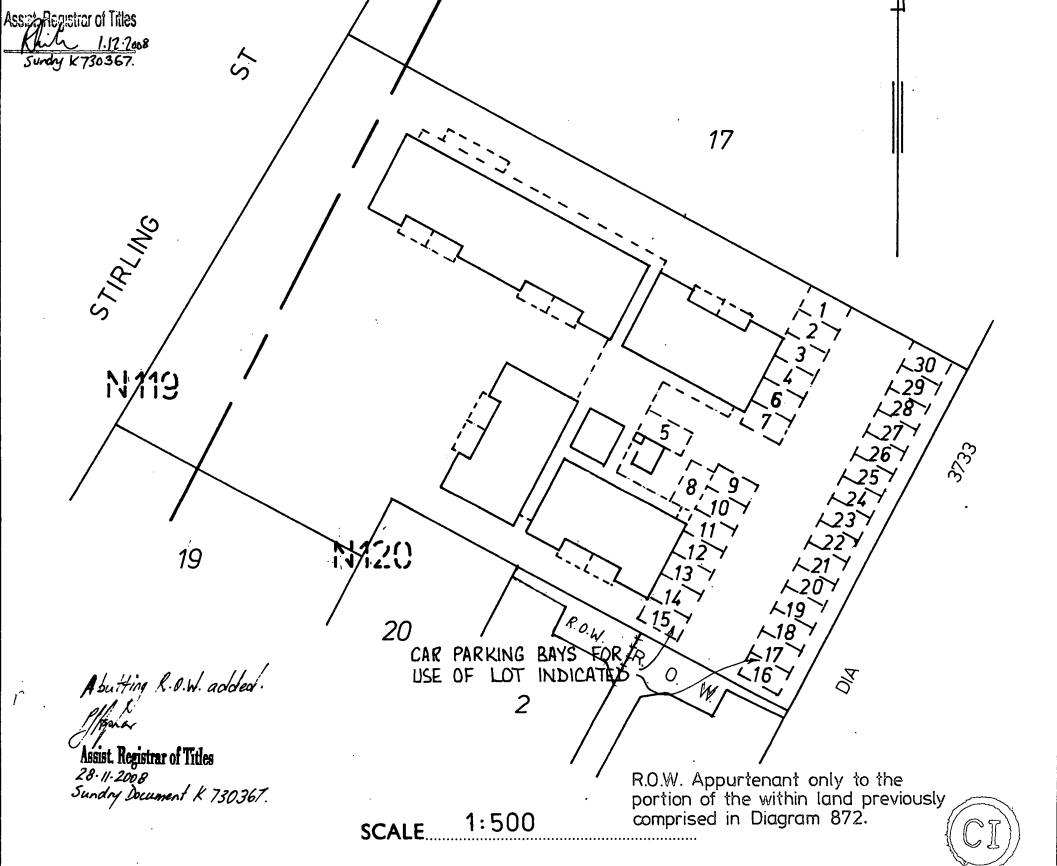 Assist. Registrar of Titles
1.12.2008
Sundry K730367.
ST
17
STIRLING
N119
1
2
3
4
6
7
5
8
9
10
11
12
13
14
15
30
29
28
27
26
25
24
23
22
21
20
19
18
17
16
3733
DIA
19
N120
20
R.O.W.
R. O. W.
CAR PARKING BAYS FOR
USE OF LOT INDICATED
2
Abutting R.O.W. added.
Assist. Registrar of Titles
28-11-2008
Sundry Document K 730367.
R.O.W. Appurtenant only to the
portion of the within land previously
comprised in Diagram 872.
SCALE 1:500
CI